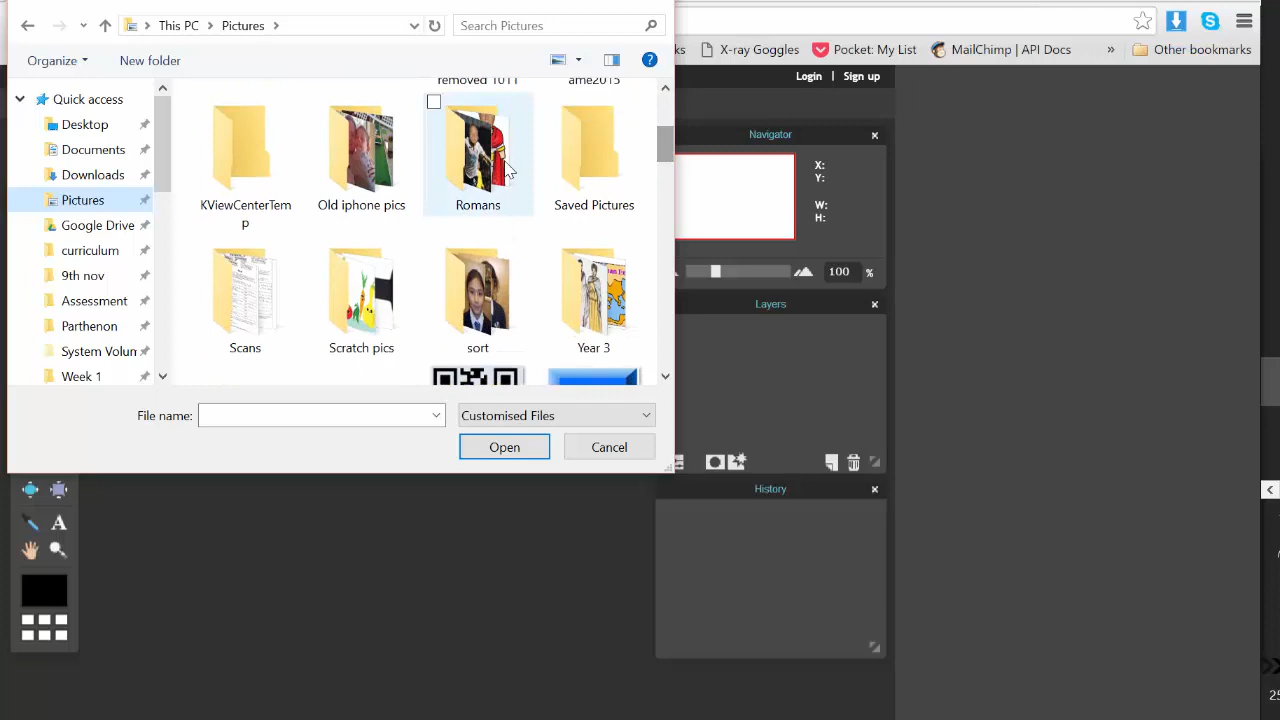 This PC
Pictures
Search Pictures
ks
X-ray Goggles
Pocket: My List
MailChimp | API Docs
»
Other bookmarks
Organize
New folder
?
Login | Sign up
removed 1011
ame2015
Quick access
Desktop
Documents
Downloads
Pictures
Google Drive
curriculum
9th nov
Assessment
Parthenon
System Volun
Week 1
KViewCenterTem
p
Old iphone pics
Romans
Saved Pictures
Scans
Scratch pics
sort
Year 3
Navigator
X:
Y:
W:
H:
100 %
Layers
File name:
Customised Files
Open
Cancel
History
A
25